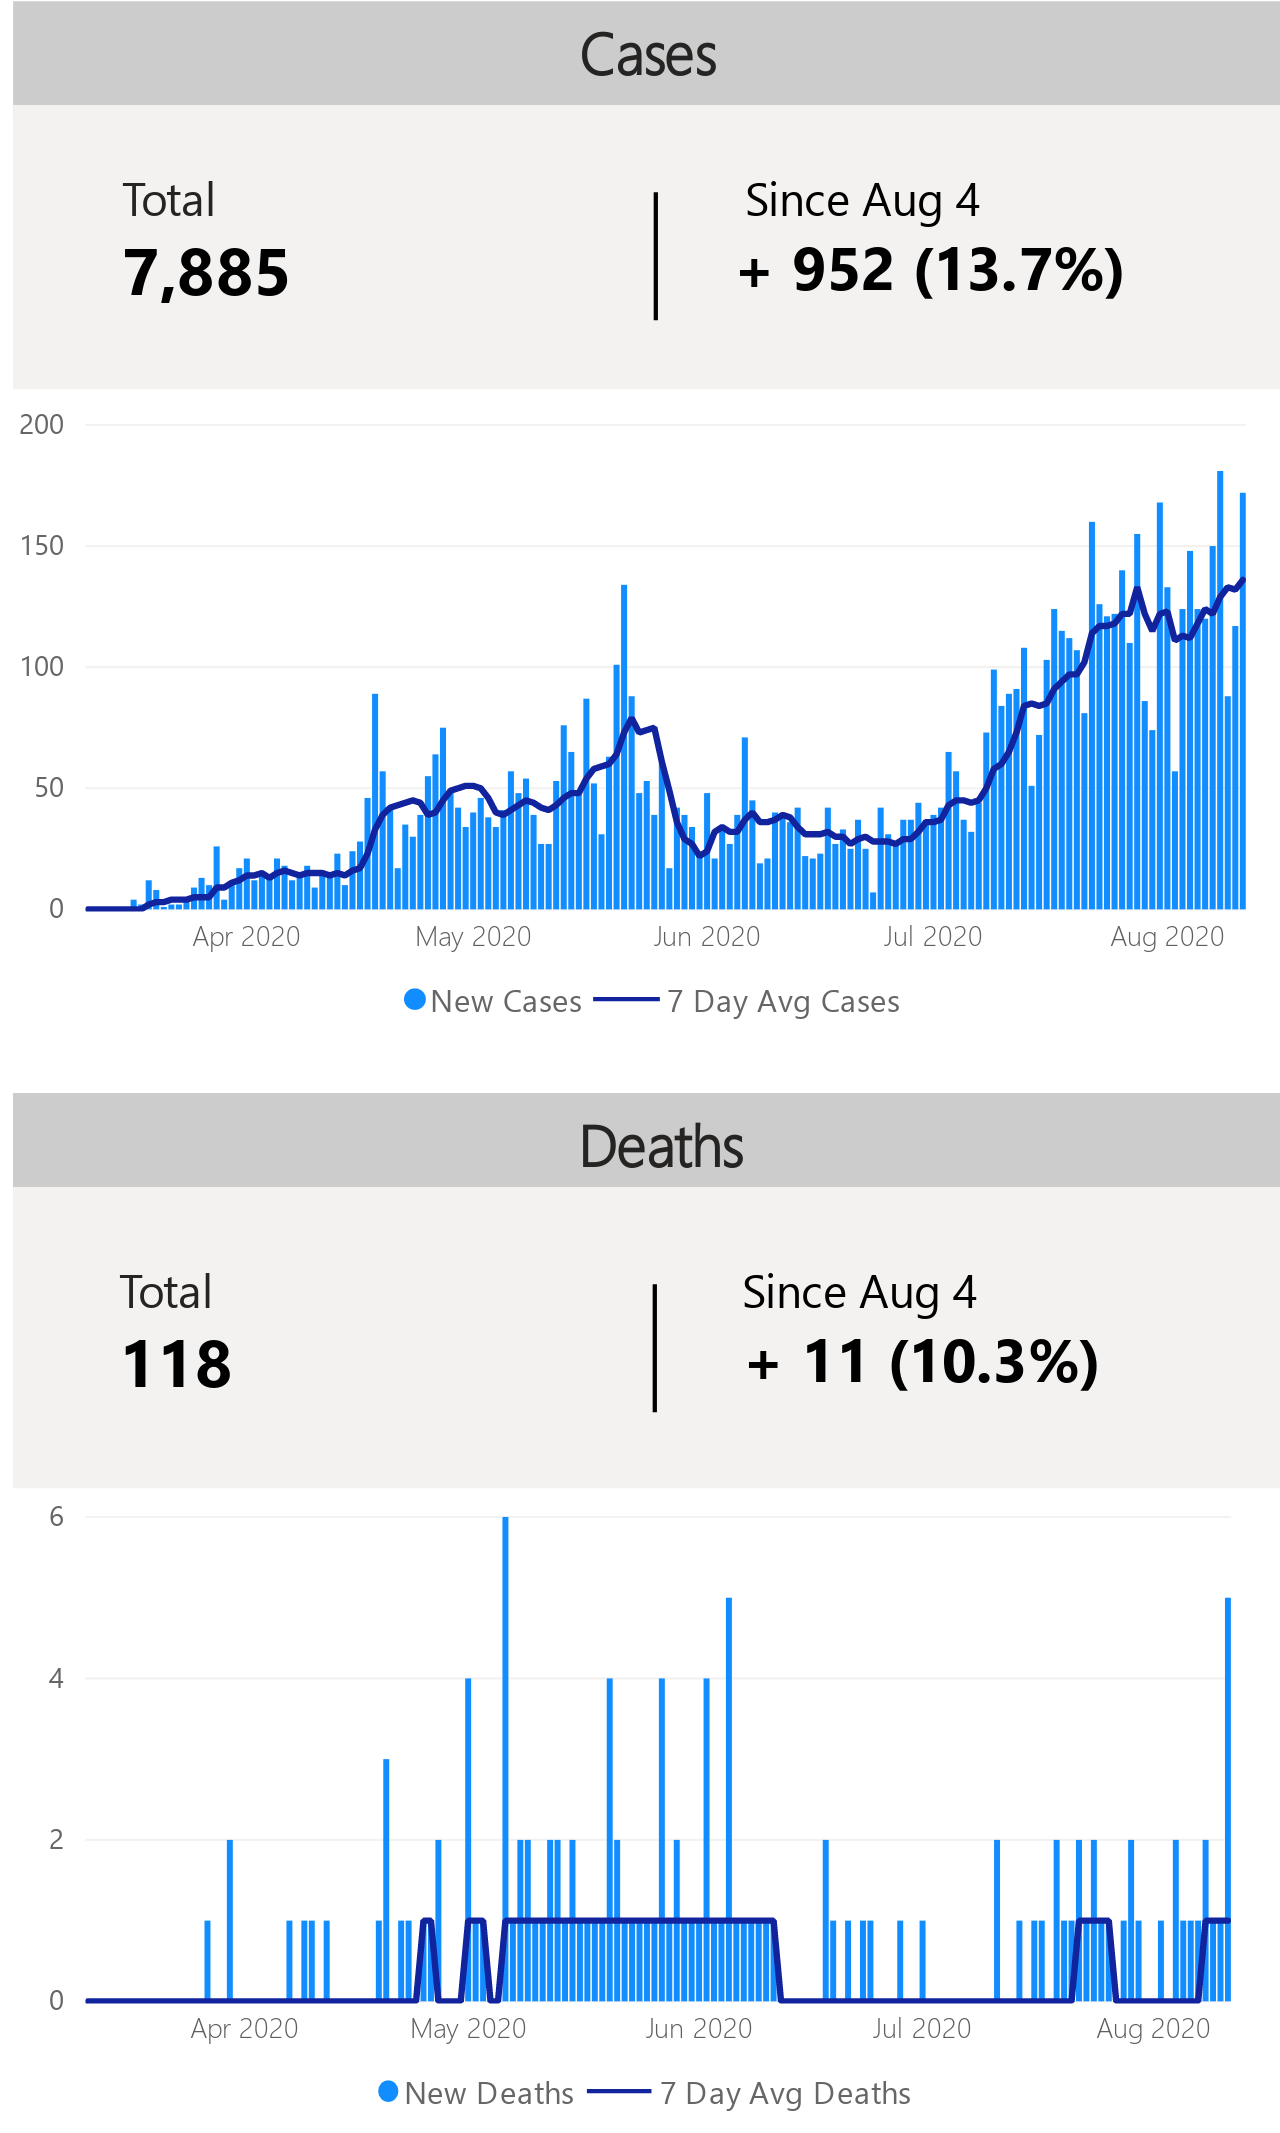 Cases
Total
Since Aug 4
7,885
+ 952 (13.7%)
200
150
100
50
0
Apr 2020
May 2020
Jun 2020
Jul 2020
Aug 2020
New Cases
7 Day Avg Cases
Deaths
Total
Since Aug 4
118
+ 11 (10.3%)
6
4
2
0
Apr 2020
May 2020
Jun 2020
Jul 2020
Aug 2020
New Deaths
7 Day Avg Deaths